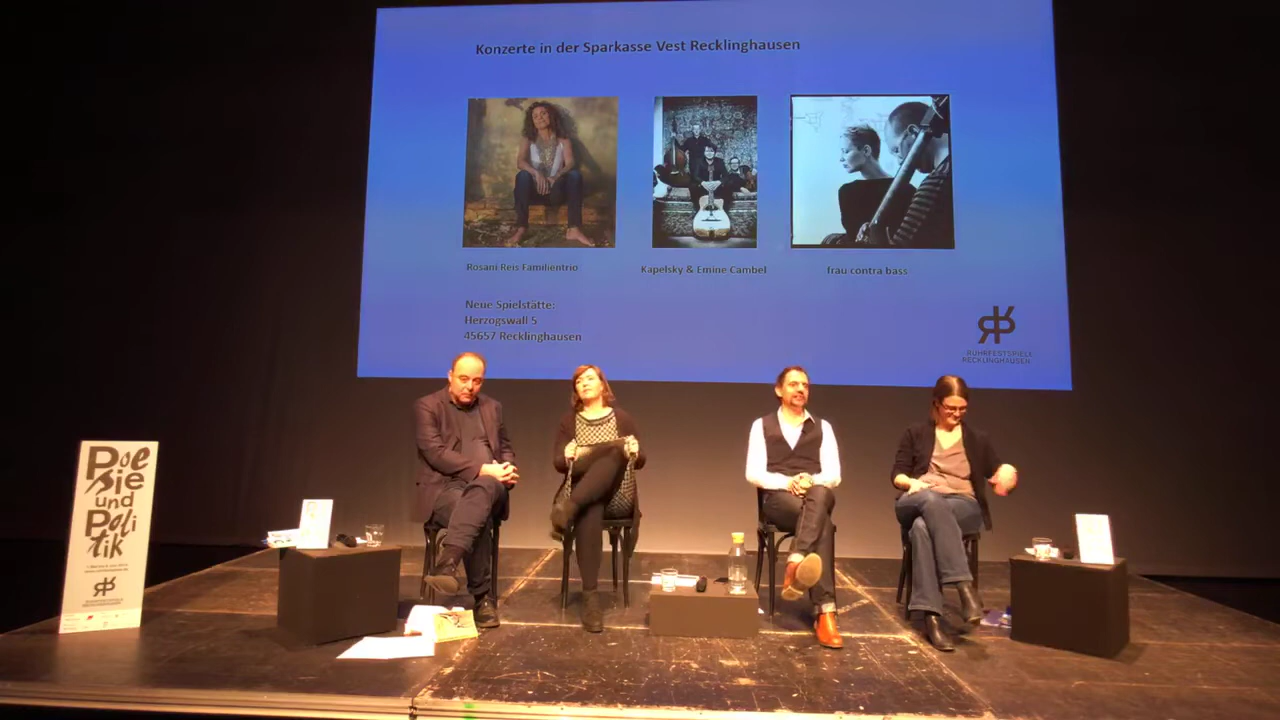 Konzerte in der Sparkasse Vest Recklinghausen
Rosani Reis Familientrio
Kapelsky & Emine Cambel
frau contra bass
Neue Spielstätte:
Herzogswall 5
45657 Recklinghausen
RUHRFESTSPIELE
RECKLINGHAUSEN
Poe
sie
und
Poli
tik